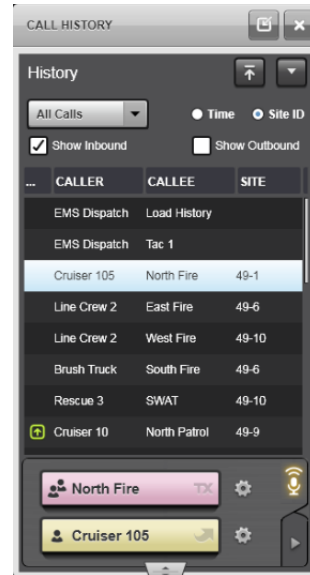 CALL HISTORY
History
All Calls Time Site ID
Show Inbound Show Outbound
... CALLER CALLEE SITE
EMS Dispatch Load History
EMS Dispatch Tac 1
Cruiser 105 North Fire 49-1
Line Crew 2 East Fire 49-6
Line Crew 2 West Fire 49-10
Brush Truck South Fire 49-6
Rescue 3 SWAT 49-10
Cruiser 10 North Patrol 49-9
North Fire TX
Cruiser 105